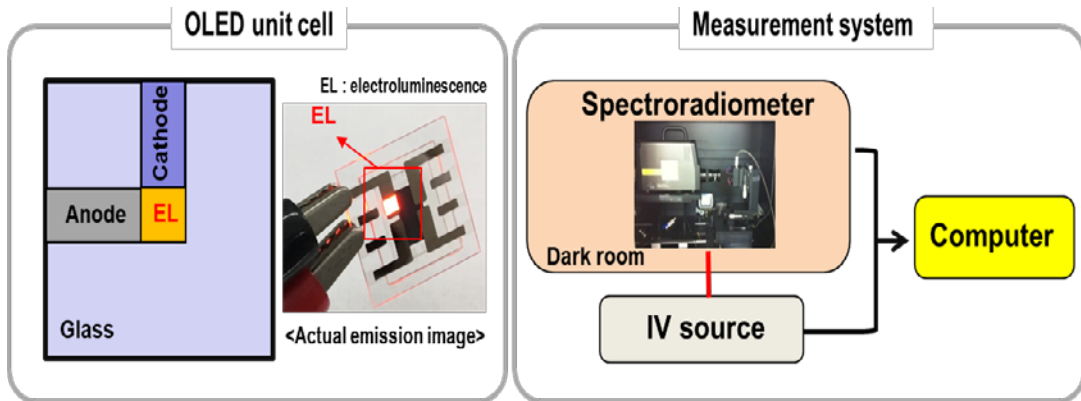 OLED unit cell
Cathode
Anode
EL
Glass
EL : electroluminescence
EL
<Actual emission image>
Measurement system
Spectroradiometer
Dark room
IV source
Computer